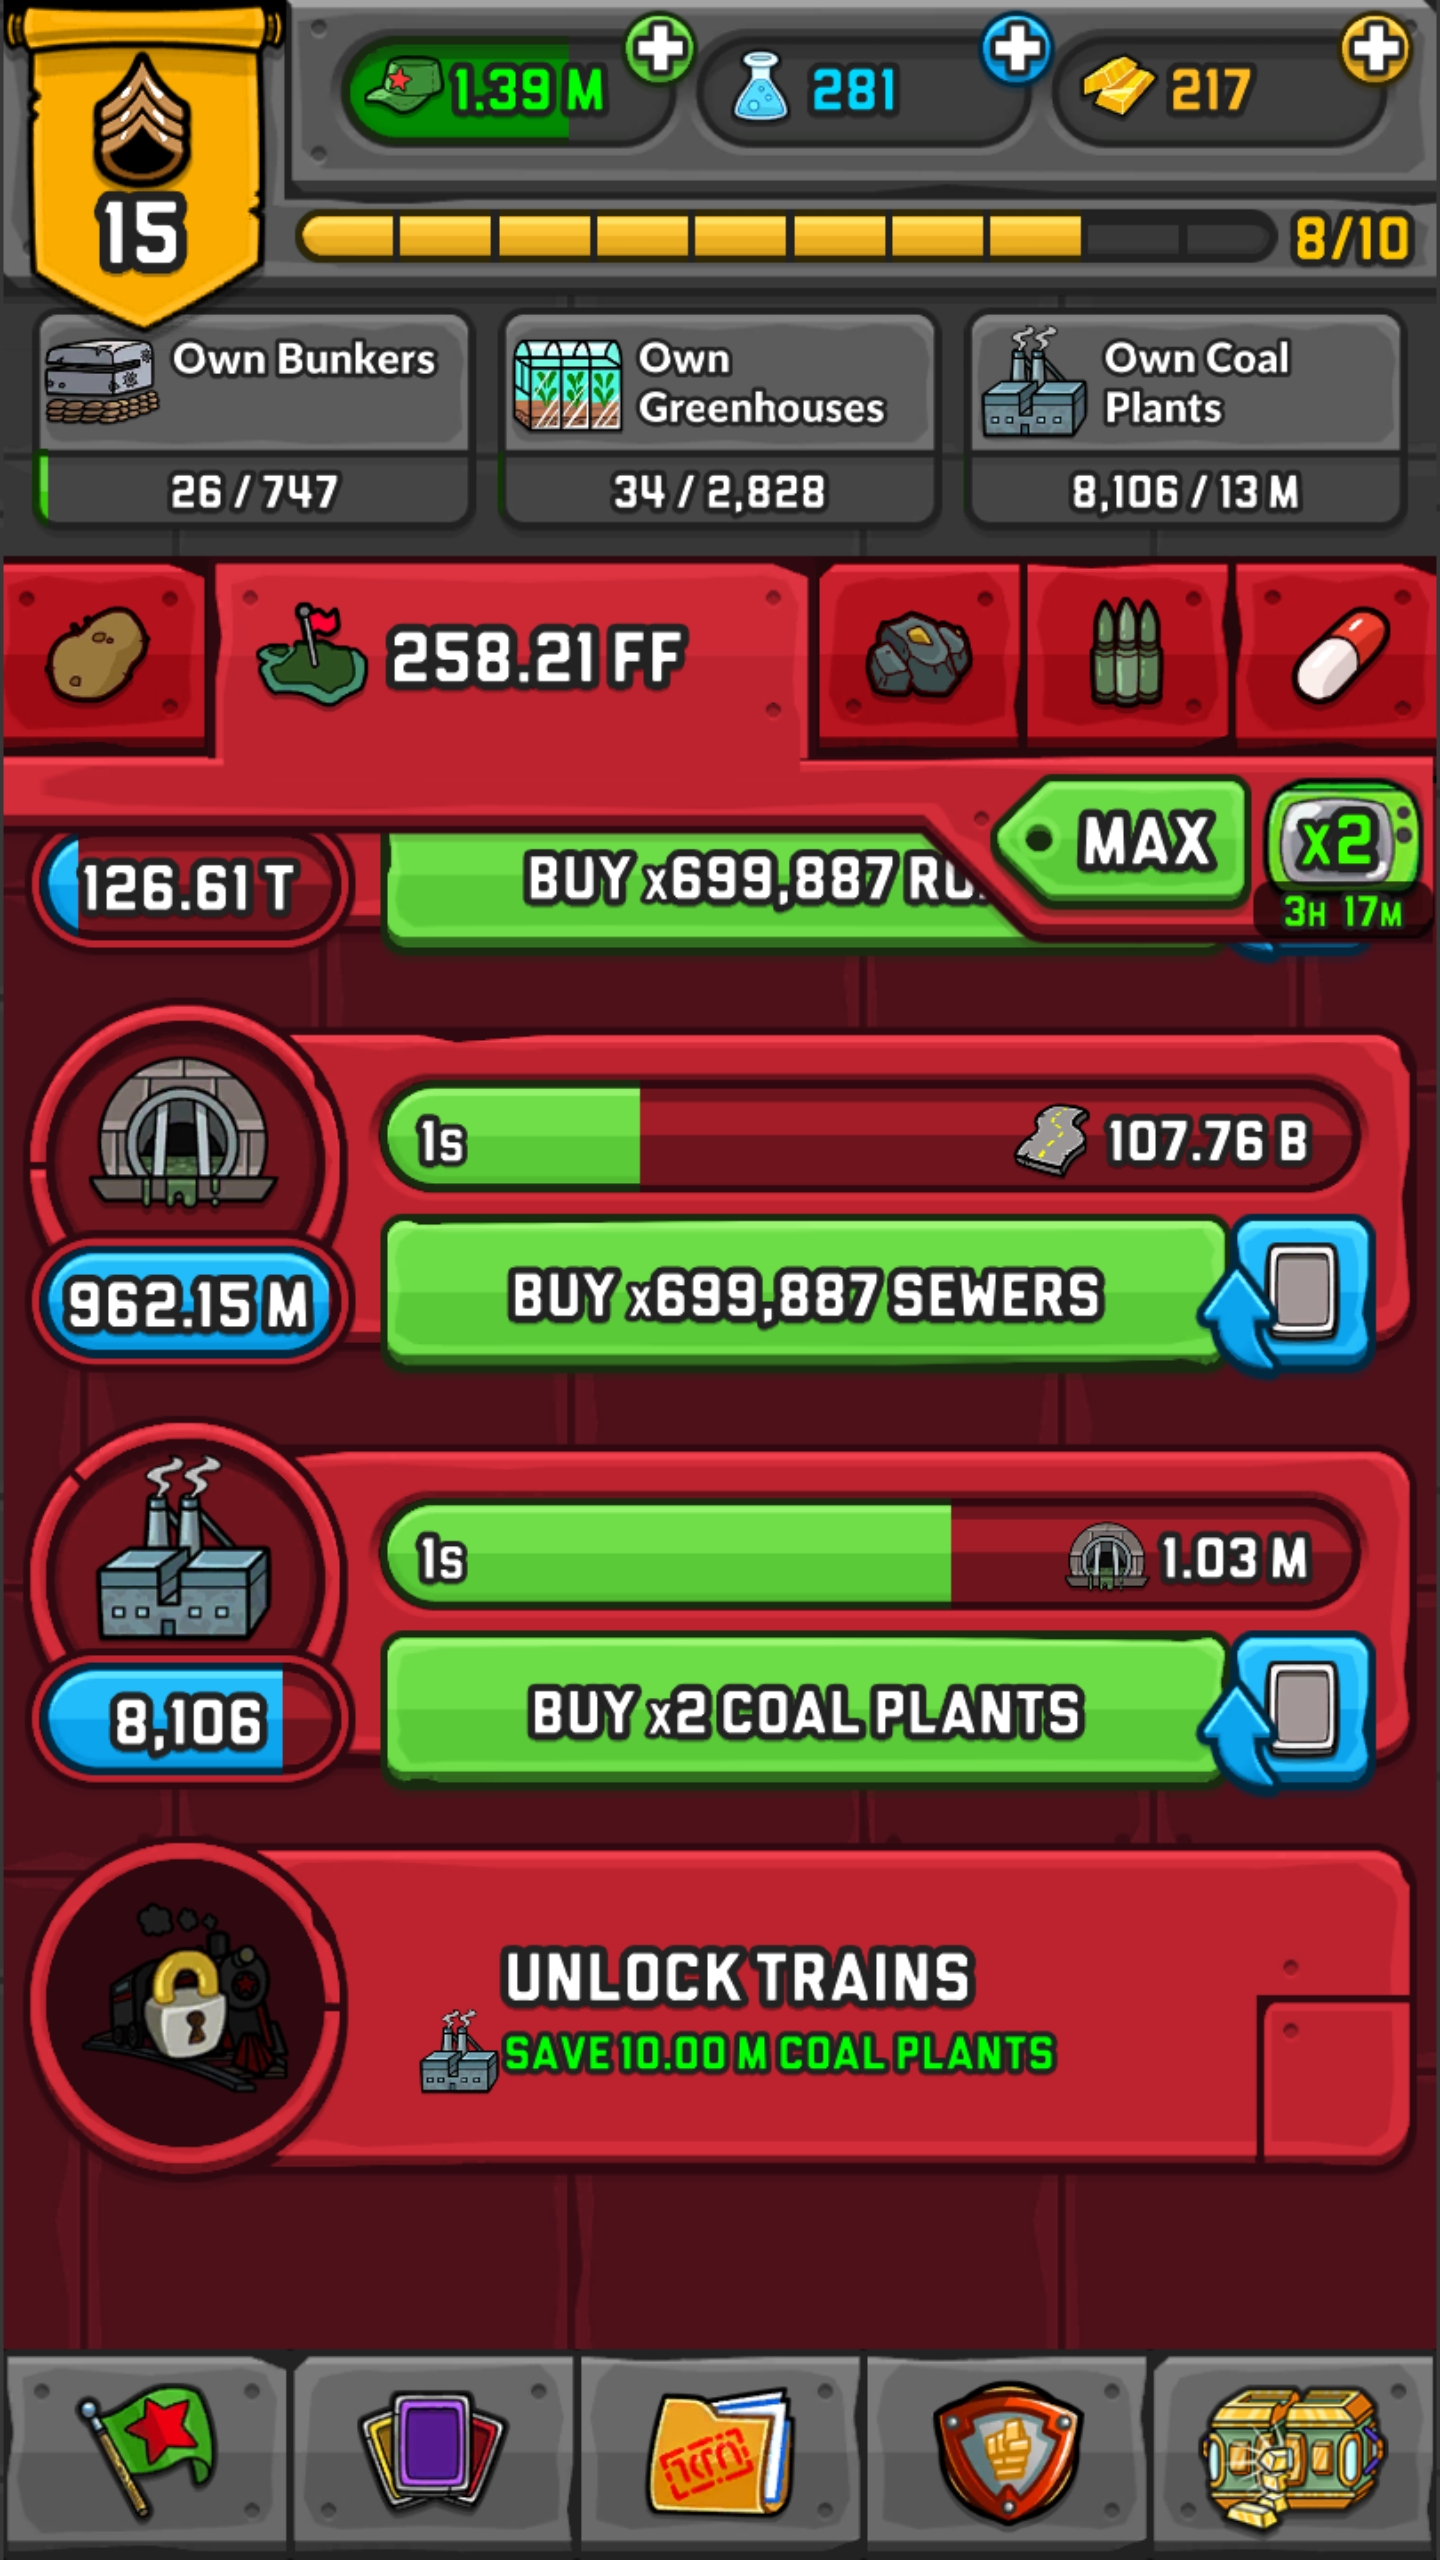 1.39 M
281
217
15
8/10
Own Bunkers
26 / 747
Own
Greenhouses
34 / 2,828
Own Coal
Plants
8,106 / 13 M
258.21 FF
MAX
x2
3H 17M
126.61 T
BUY x699,887
1s
107.76 B
962.15 M
BUY x699,887 SEWERS
1s
1.03 M
8,106
BUY x2 COAL PLANTS
UNLOCK TRAINS
SAVE 10.00 M COAL PLANTS